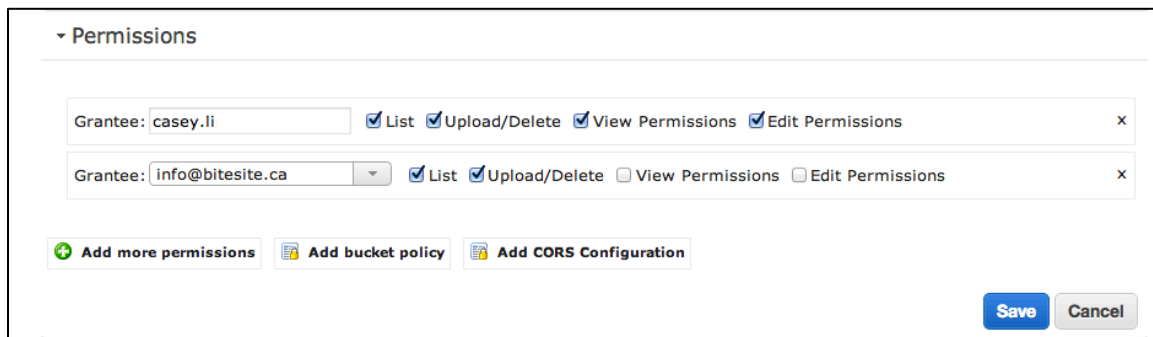 Permissions
Grantee: casey.li List Upload/Delete View Permissions Edit Permissions x
Grantee: info@bitesite.ca List Upload/Delete View Permissions Edit Permissions x
Add more permissions Add bucket policy Add CORS Configuration
Save Cancel